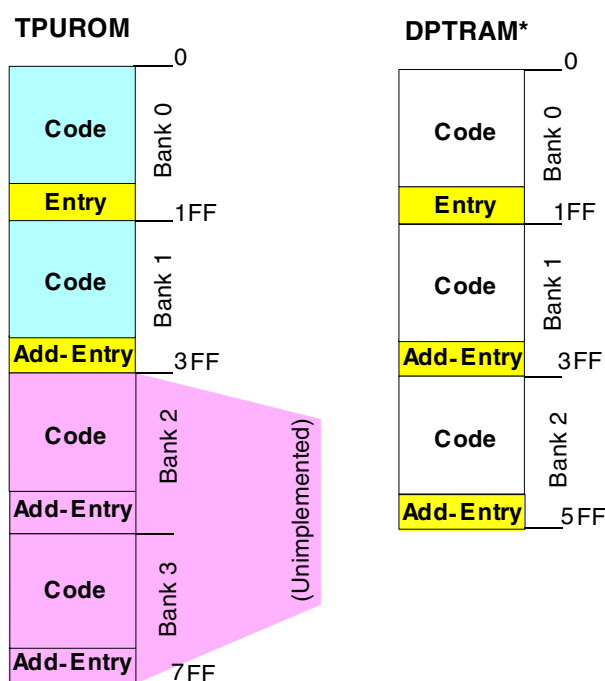 TPUROM
0
Code
Bank 0
Entry
1FF
Code
Bank 1
Add-Entry
3FF
Code
Bank 2
Add-Entry
Code
Bank 3
Add-Entry
7FF
(Unimplemented)
DPTRAM*
0
Code
Bank 0
Entry
1FF
Code
Bank 1
Add-Entry
3FF
Code
Bank 2
Add-Entry
5FF